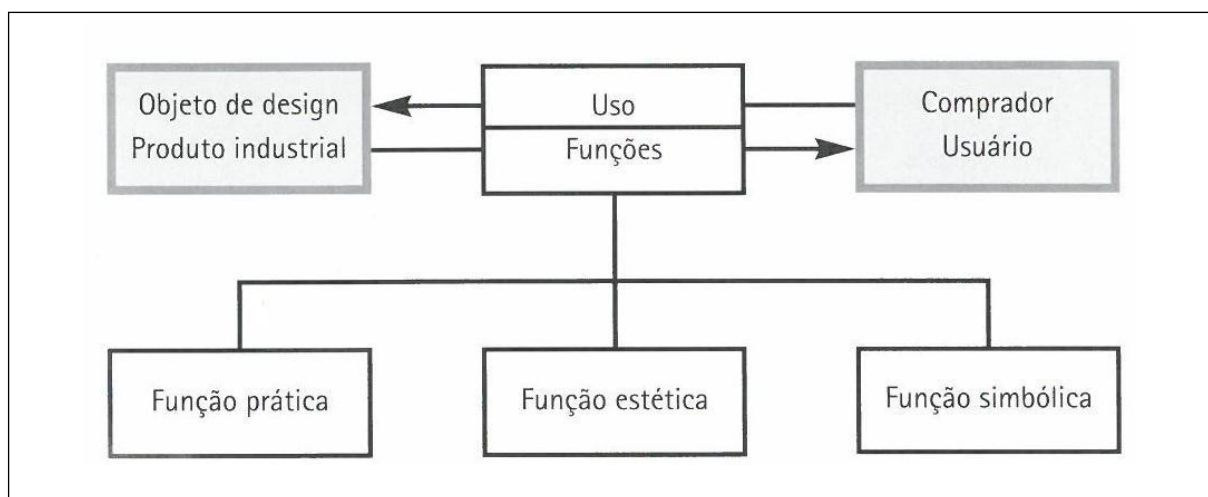 Objeto de design
Produto industrial
Uso
Funções
Comprador
Usuário
Função prática
Função estética
Função simbólica